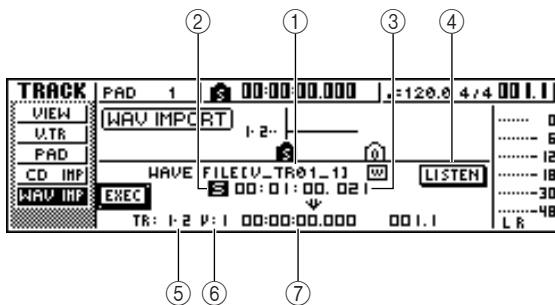 ② ① ③ ④
TRACK PAD 1 S 00:00:00.000 ♩=120.0 4/4 001.1
VIEW
V.TR
PAD
CD IMP
WAV IMP
WAV IMPORT
1-2
S 0
WAVE FILE[V_TR01_1] W
LISTEN
EXEC
S 00:01:00.021
TR: 1-2 V:1 00:00:00.000 001.1
0
6
12
18
30
48
L R
⑤ ⑥ ⑦